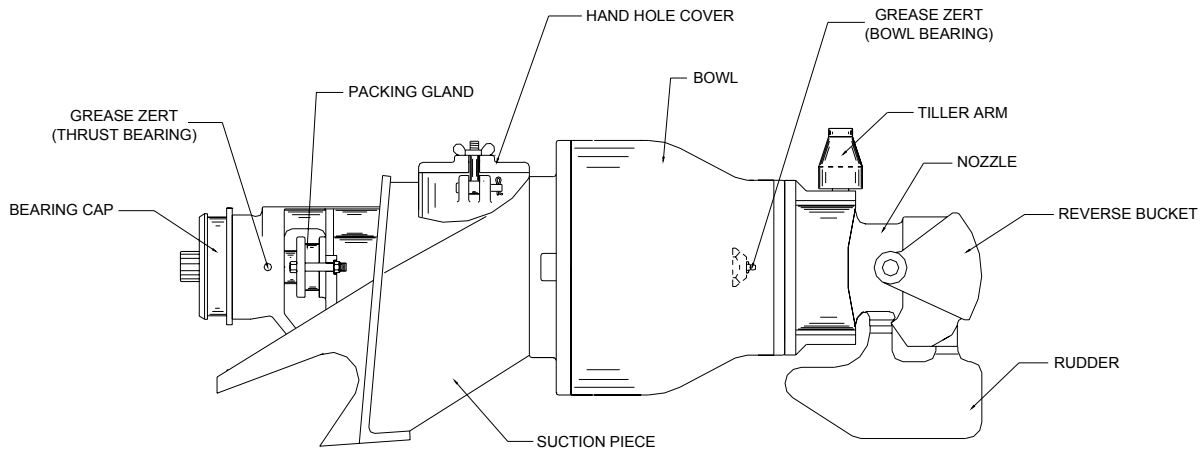 HAND HOLE COVER
GREASE ZERT
(BOWL BEARING)
BOWL
PACKING GLAND
GREASE ZERT
(THRUST BEARING)
TILLER ARM
NOZZLE
BEARING CAP
REVERSE BUCKET
RUDDER
SUCTION PIECE